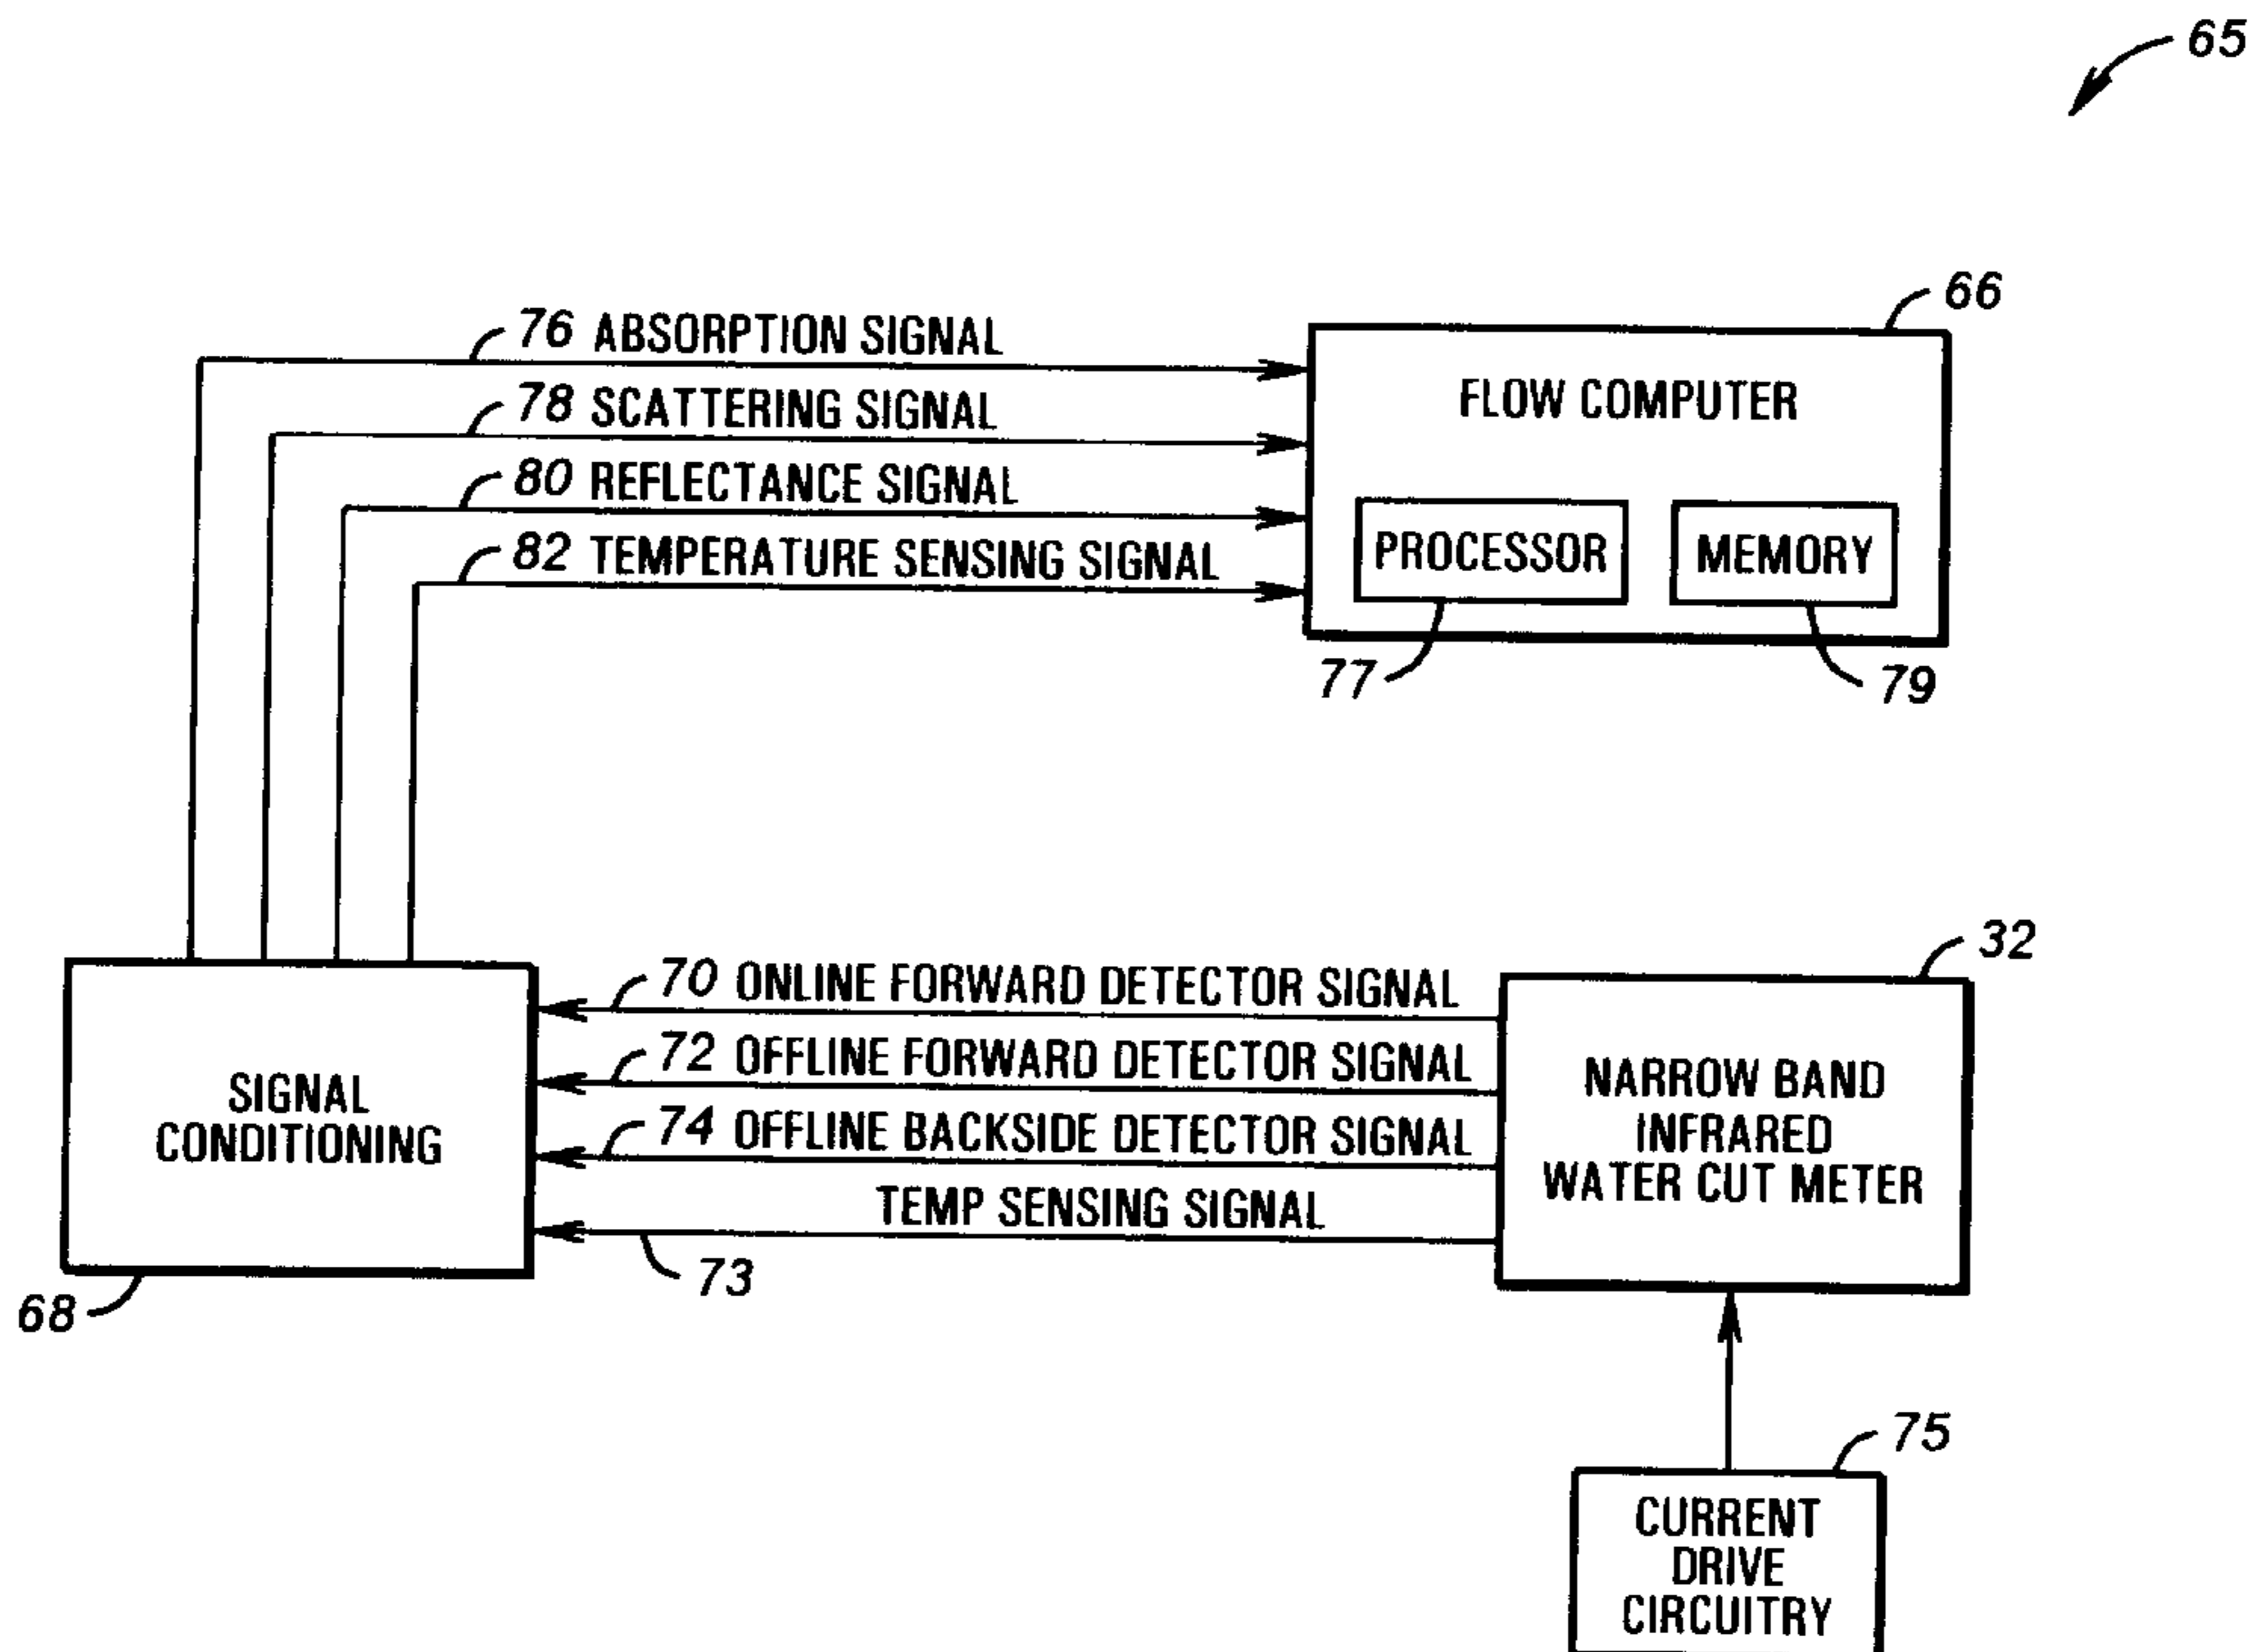 65
66
76 ABSORPTION SIGNAL
78 SCATTERING SIGNAL
80 REFLECTANCE SIGNAL
82 TEMPERATURE SENSING SIGNAL
FLOW COMPUTER
PROCESSOR
MEMORY
77
79
32
70 ONLINE FORWARD DETECTOR SIGNAL
72 OFFLINE FORWARD DETECTOR SIGNAL
74 OFFLINE BACKSIDE DETECTOR SIGNAL
TEMP SENSING SIGNAL
73
SIGNAL
CONDITIONING
68
NARROW BAND
INFRARED
WATER CUT METER
75
CURRENT
DRIVE
CIRCUITRY